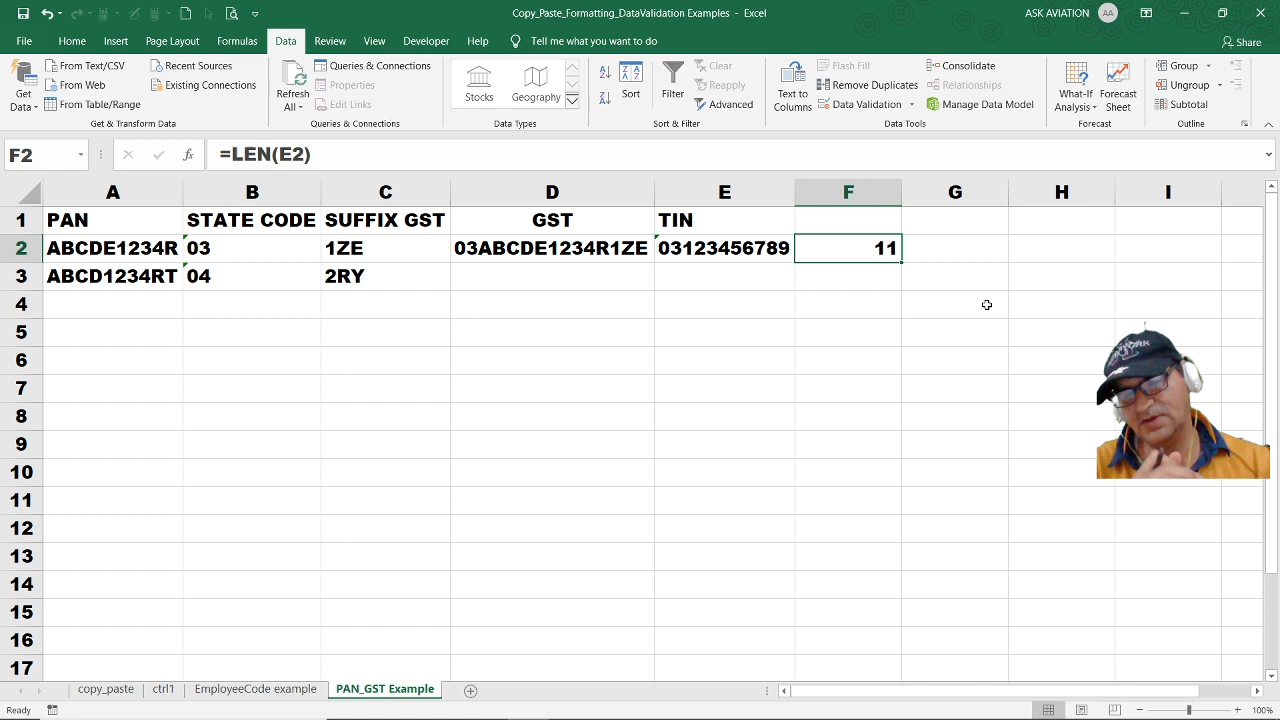 Copy_Paste_Formatting_DataValidation Examples - Excel
ASK AVIATION AA
File Home Insert Page Layout Formulas Data Review View Developer Help Tell me what you want to do Share
Get Data
From Text/CSV
From Web
From Table/Range
Recent Sources
Existing Connections
Get & Transform Data
Refresh All
Queries & Connections
Properties
Edit Links
Queries & Connections
Stocks Geography
Data Types
Sort
Filter
Clear
Reapply
Advanced
Sort & Filter
Text to Columns
Flash Fill
Remove Duplicates
Data Validation
Consolidate
Relationships
Manage Data Model
Data Tools
What-If Analysis
Forecast Sheet
Forecast
Group
Ungroup
Subtotal
Outline
F2 fx =LEN(E2)
A B C D E F G H I
1 PAN STATE CODE SUFFIX GST GST TIN
2 ABCDE1234R 03 1ZE 03ABCDE1234R1ZE 03123456789 11
3 ABCD1234RT 04 2RY
4
5
6
7
8
9
10
11
12
13
14
15
16
17
copy_paste ctrl1 EmployeeCode example PAN_GST Example
Ready 100%